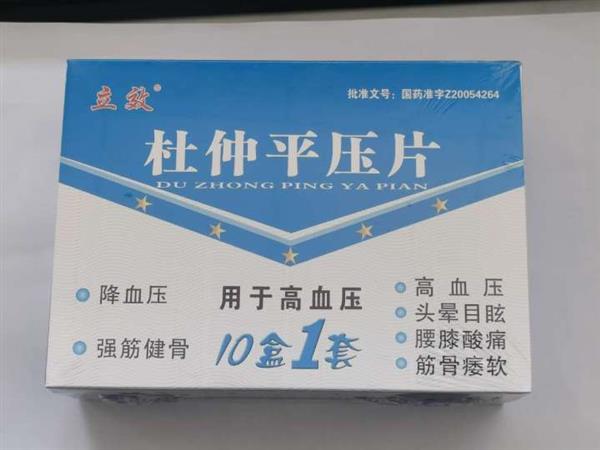 立效®
批准文号：国药准字Z20054264
杜仲平压片
DU ZHONG PING YA PIAN
降血压
强筋健骨
用于高血压
10盒1套
高血压
头晕目眩
腰膝酸痛
筋骨痿软